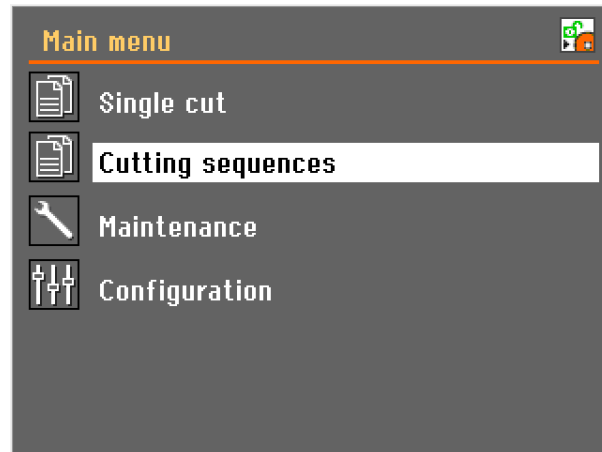 Main menu
Single cut
Cutting sequences
Maintenance
Configuration